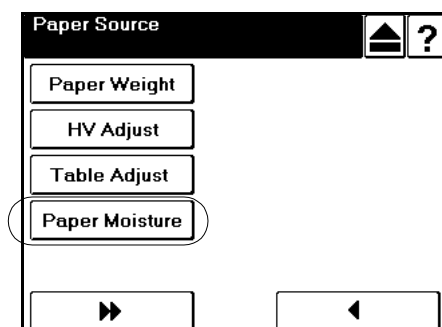 Paper Source
?
Paper Weight
HV Adjust
Table Adjust
Paper Moisture